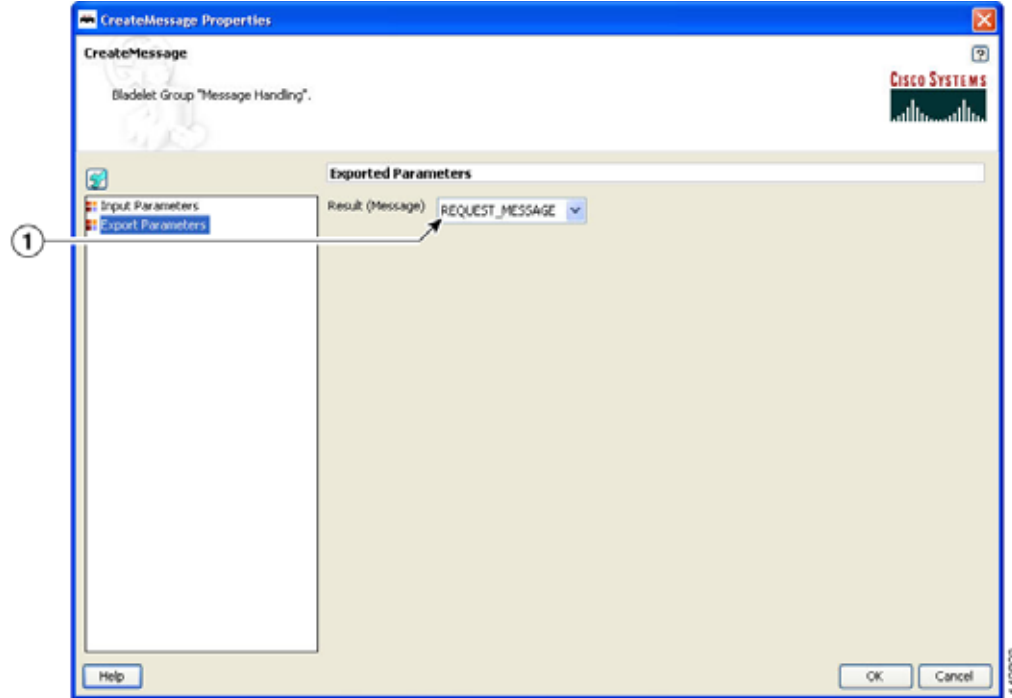 CreateMessage Properties
CreateMessage
Bladelet Group "Message Handling".
CISCO SYSTEMS
Exported Parameters
Input Parameters
Export Parameters
Result (Message) REQUEST_MESSAGE
1
Help
OK Cancel